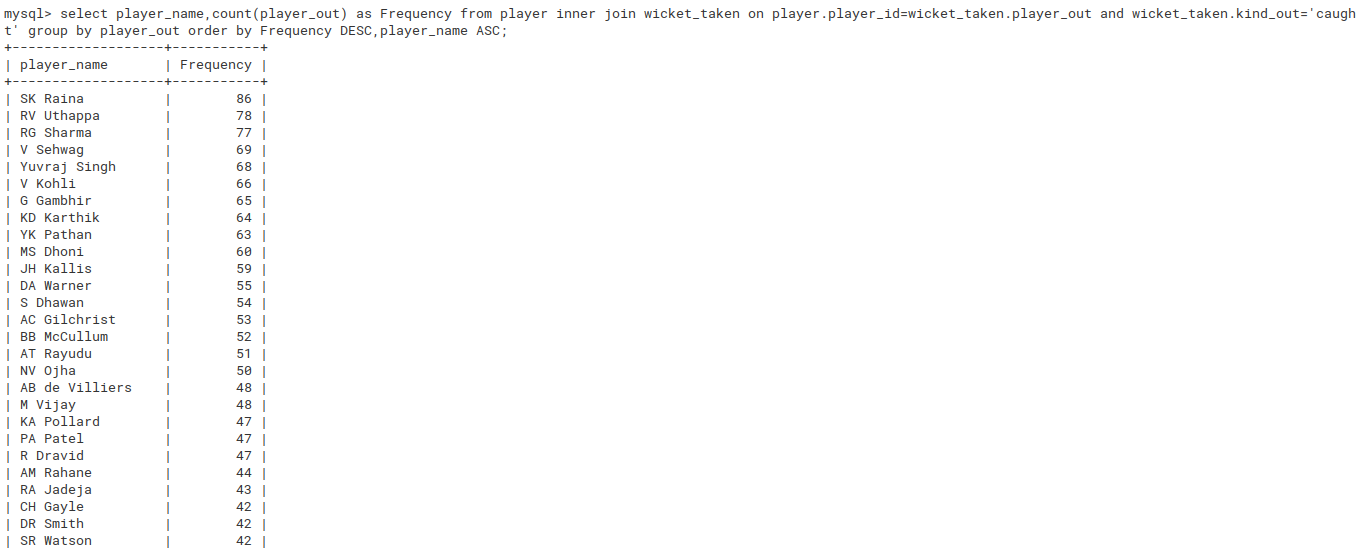 mysql> select player_name,count(player_out) as Frequency from player inner join wicket_taken on player.player_id=wicket_taken.player_out and wicket_taken.kind_out='caugh
t' group by player_out order by Frequency DESC,player_name ASC;
+-------------------+-----------+
| player_name       | Frequency |
+-------------------+-----------+
| SK Raina          |        86 |
| RV Uthappa        |        78 |
| RG Sharma         |        77 |
| V Sehwag          |        69 |
| Yuvraj Singh      |        68 |
| V Kohli           |        66 |
| G Gambhir         |        65 |
| KD Karthik        |        64 |
| YK Pathan         |        63 |
| MS Dhoni          |        60 |
| JH Kallis         |        59 |
| DA Warner         |        55 |
| S Dhawan          |        54 |
| AC Gilchrist      |        53 |
| BB McCullum       |        52 |
| AT Rayudu         |        51 |
| NV Ojha           |        50 |
| AB de Villiers    |        48 |
| M Vijay           |        48 |
| KA Pollard        |        47 |
| PA Patel          |        47 |
| R Dravid          |        47 |
| AM Rahane         |        44 |
| RA Jadeja         |        43 |
| CH Gayle          |        42 |
| DR Smith          |        42 |
| SR Watson         |        42 |